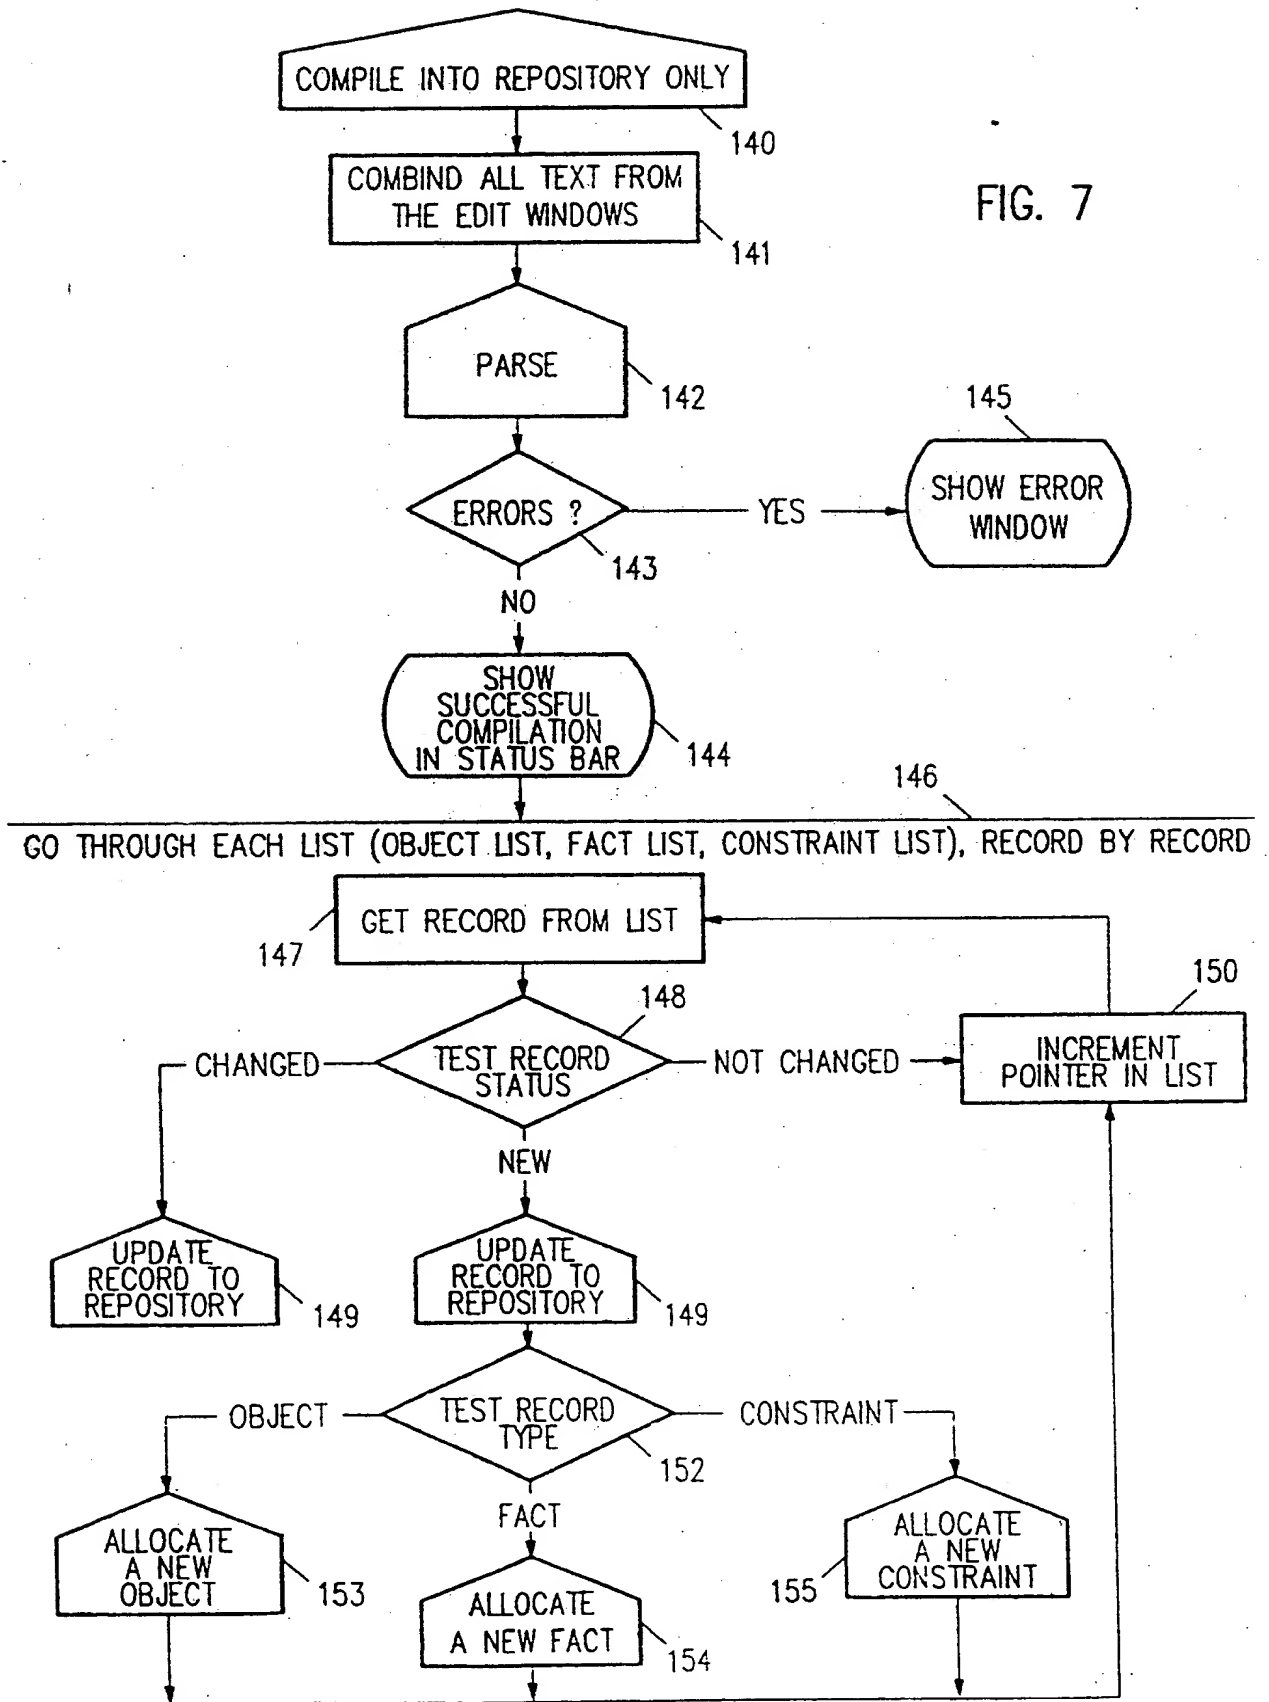 COMPILE INTO REPOSITORY ONLY
140
COMBIND ALL TEXT FROM
THE EDIT WINDOWS
141
FIG. 7
PARSE
142
145
ERRORS ?
YES
SHOW ERROR
WINDOW
143
NO
SHOW
SUCCESSFUL
COMPILATION
IN STATUS BAR
144
146
GO THROUGH EACH LIST (OBJECT LIST, FACT LIST, CONSTRAINT LIST), RECORD BY RECORD
GET RECORD FROM LIST
147
148
150
CHANGED
TEST RECORD
STATUS
NOT CHANGED
INCREMENT
POINTER IN LIST
NEW
UPDATE
RECORD TO
REPOSITORY
149
UPDATE
RECORD TO
REPOSITORY
149
OBJECT
TEST RECORD
TYPE
CONSTRAINT
152
FACT
ALLOCATE
A NEW
OBJECT
153
ALLOCATE
A NEW FACT
154
ALLOCATE
A NEW
CONSTRAINT
155